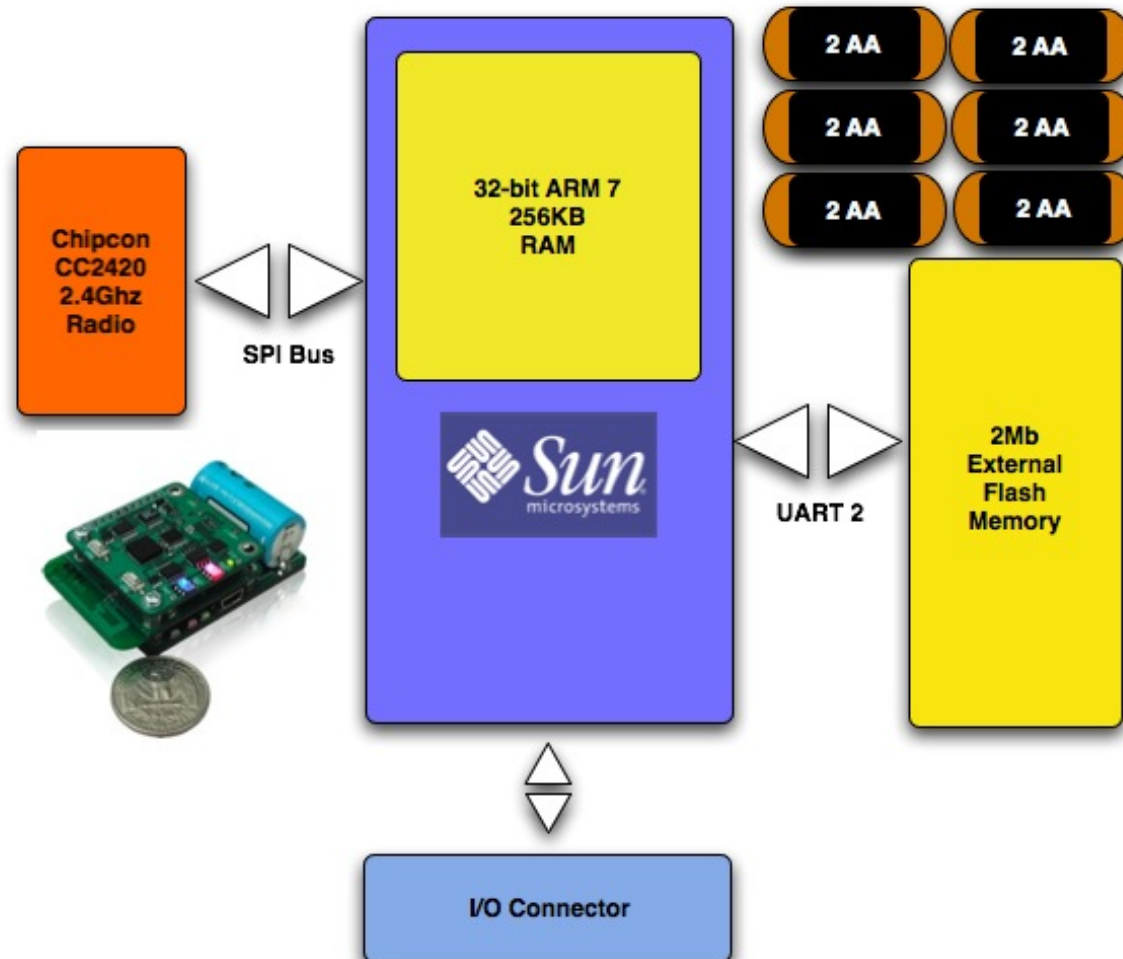 2 AA
2 AA
2 AA
2 AA
2 AA
2 AA
32-bit ARM 7
256KB
RAM
Chipcon
CC2420
2.4Ghz
Radio
SPI Bus
Sun
microsystems
UART 2
2Mb
External
Flash
Memory
I/O Connector